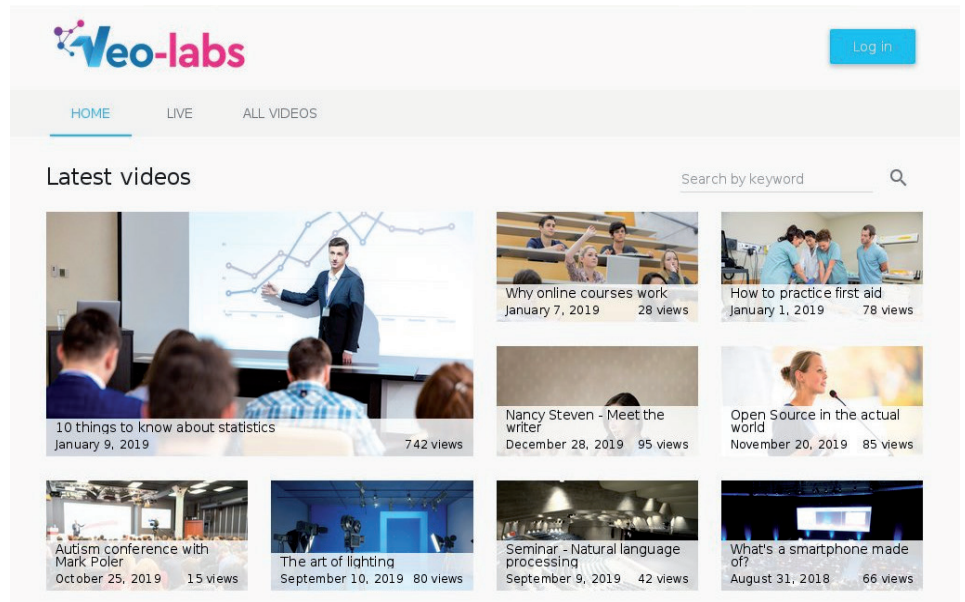 Veo-labs
Log in
HOME LIVE ALL VIDEOS
Latest videos
Search by keyword
10 things to know about statistics
January 9, 2019 742 views
Why online courses work
January 7, 2019 28 views
How to practice first aid
January 1, 2019 78 views
Nancy Steven - Meet the
writer
December 28, 2019 95 views
Open Source in the actual
world
November 20, 2019 85 views
Autism conference with
Mark Poler
October 25, 2019 15 views
The art of lighting
September 10, 2019 80 views
Seminar - Natural language
processing
September 9, 2019 42 views
What's a smartphone made
of?
August 31, 2018 66 views